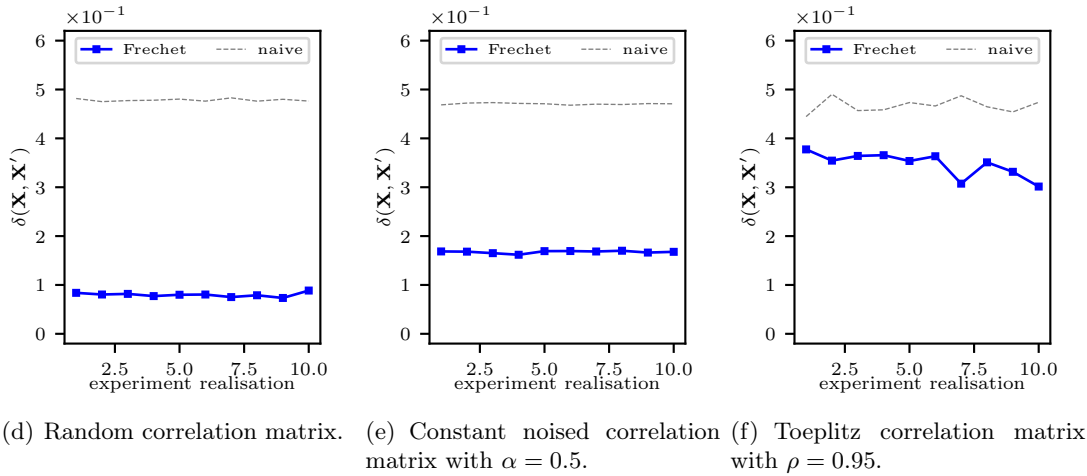 ×10⁻¹ ×10⁻¹ ×10⁻¹
Frechet naive Frechet naive Frechet naive
6 6 6
5 5 5
4 4 4
δ(X, X′) δ(X, X′) δ(X, X′)
3 3 3
2 2 2
1 1 1
0 0 0
2.5 5.0 7.5 10.0 2.5 5.0 7.5 10.0 2.5 5.0 7.5 10.0
experiment realisation experiment realisation experiment realisation
(d) Random correlation matrix.
(e) Constant noised correlation
matrix with α = 0.5.
(f) Toeplitz correlation matrix
with ρ = 0.95.